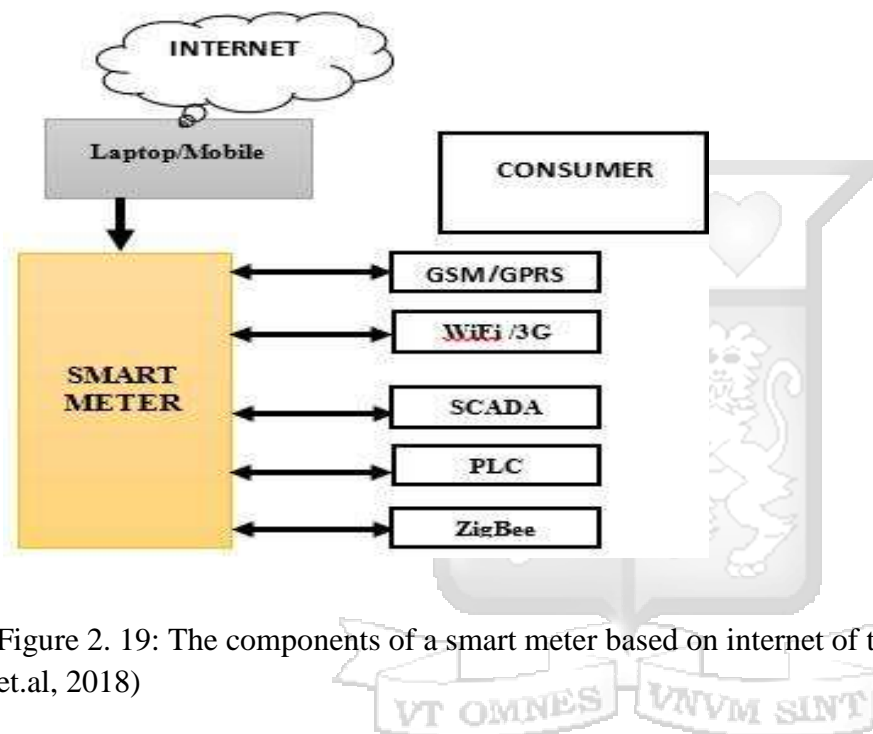 INTERNET
Laptop/Mobile
CONSUMER
SMART
METER
GSM/GPRS
WiFi /3G
SCADA
PLC
ZigBee
Figure 2. 19: The components of a smart meter based on internet of t
et.al, 2018)
VT OMNES VNVM SINT